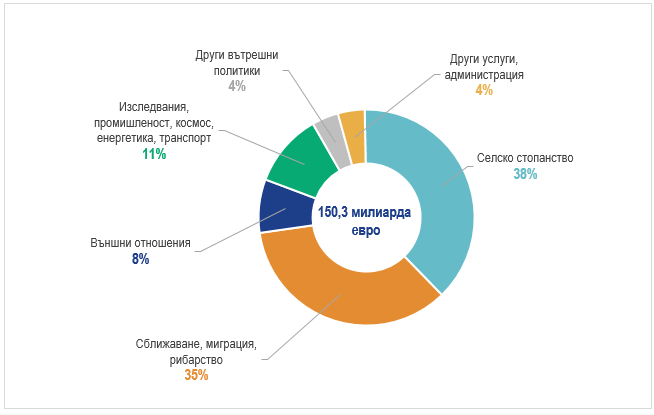 Други вътрешни
политики
4%
Други услуги,
администрация
4%
Изследвания,
промишленост, космос,
енергетика, транспорт
11%
Селско стопанство
38%
150,3 милиарда
евро
Външни отношения
8%
Сближаване, миграция,
рибарство
35%